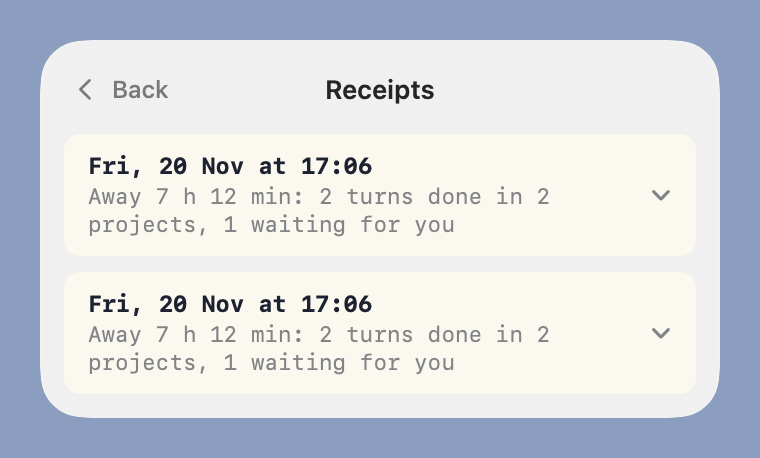 Back
Receipts
Fri, 20 Nov at 17:06
Away 7 h 12 min: 2 turns done in 2
projects, 1 waiting for you
Fri, 20 Nov at 17:06
Away 7 h 12 min: 2 turns done in 2
projects, 1 waiting for you